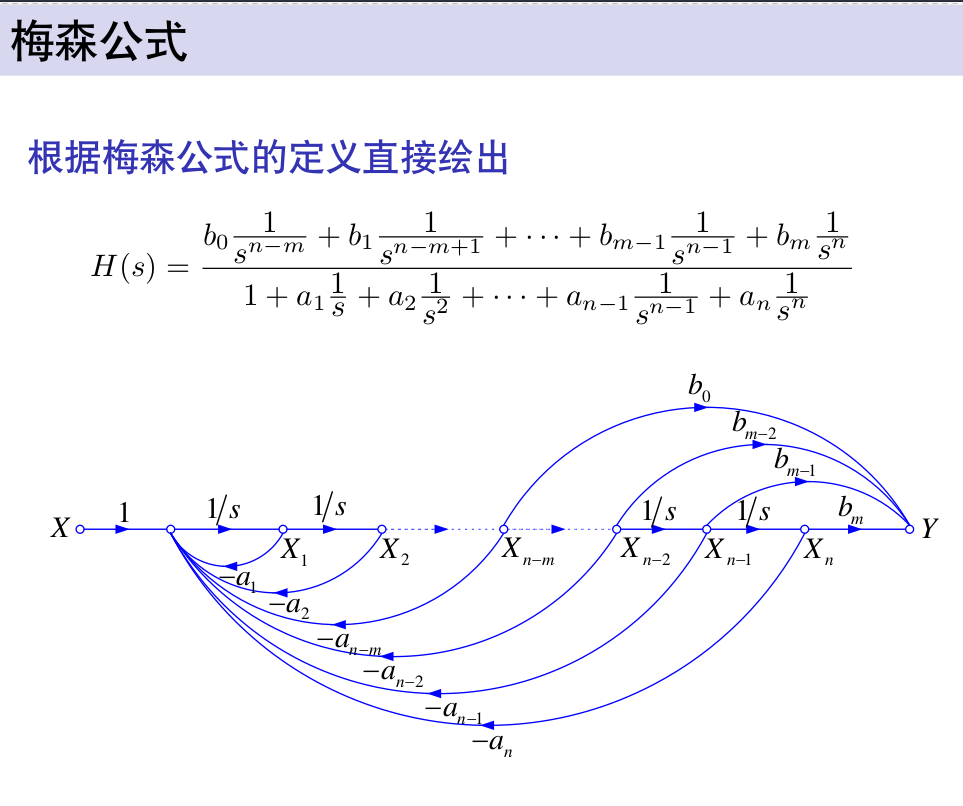 梅森公式
根据梅森公式的定义直接绘出
H(s) = \frac{b_0\frac{1}{s^{n-m}} + b_1\frac{1}{s^{n-m+1}} + \cdots + b_{m-1}\frac{1}{s^{n-1}} + b_m\frac{1}{s^n}}{1 + a_1\frac{1}{s} + a_2\frac{1}{s^2} + \cdots + a_{n-1}\frac{1}{s^{n-1}} + a_n\frac{1}{s^n}}
b_0
b_{m-2}
b_{m-1}
X 1 1/s 1/s 1/s 1/s b_m Y
X_1 X_2 X_{n-m} X_{n-2} X_{n-1} X_n
-a_1
-a_2
-a_{n-m}
-a_{n-2}
-a_{n-1}
-a_n